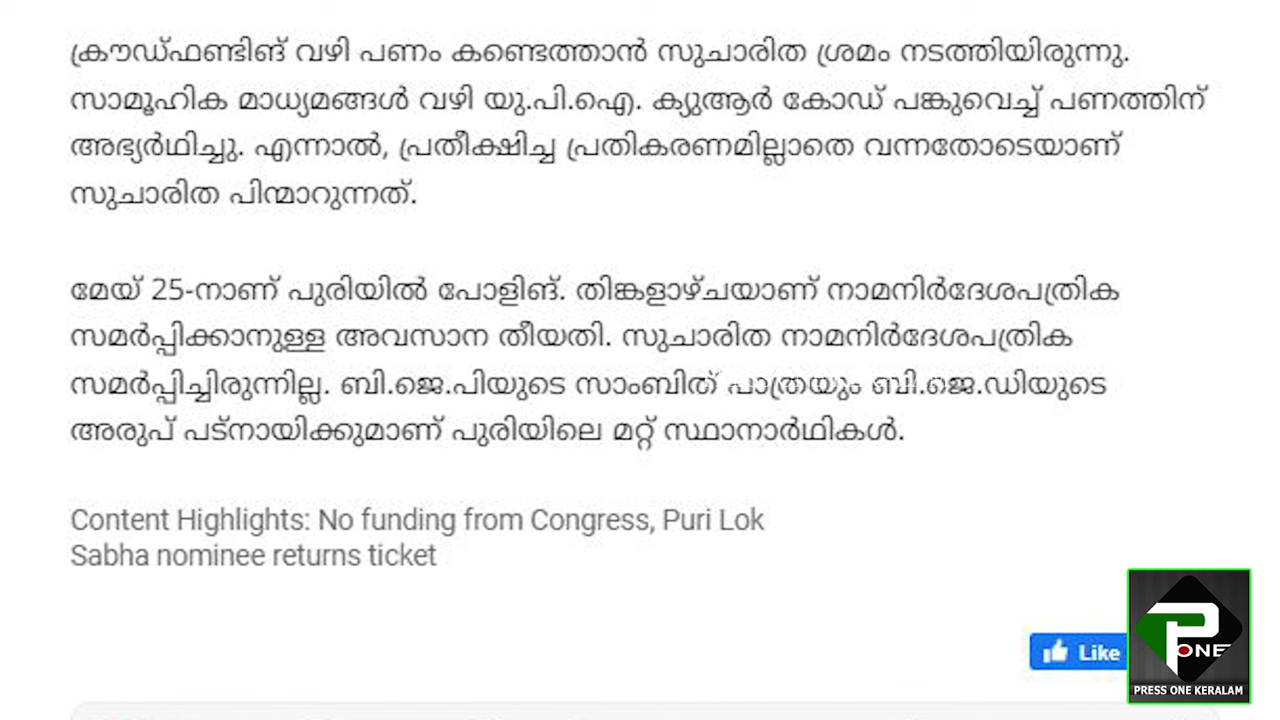 ക്രൗഡ്ഫണ്ടിങ് വഴി പണം കണ്ടെത്താൻ സുചാരിത ശ്രമം നടത്തിയിരുന്നു.
സാമൂഹിക മാധ്യമങ്ങൾ വഴി യു.പി.ഐ. ക്യുആർ കോഡ് പങ്കുവെച്ച് പണത്തിന്
അഭ്യർഥിച്ചു. എന്നാൽ, പ്രതീക്ഷിച്ച പ്രതികരണമില്ലാതെ വന്നതോടെയാണ്
സുചാരിത പിന്മാറുന്നത്.
മേയ് 25-നാണ് പുരിയിൽ പോളിങ്. തിങ്കളാഴ്ചയാണ് നാമനിർദേശപത്രിക
സമർപ്പിക്കാനുള്ള അവസാന തീയതി. സുചാരിത നാമനിർദേശപത്രിക
സമർപ്പിച്ചിരുന്നില്ല. ബി.ജെ.പിയുടെ സാംബിത് പാത്രയും ബി.ജെ.ഡിയുടെ
അരുപ് പട്നായിക്കുമാണ് പുരിയിലെ മറ്റ് സ്ഥാനാർഥികൾ.
Content Highlights: No funding from Congress, Puri Lok
Sabha nominee returns ticket
Like
P ONE
PRESS ONE KERALAM